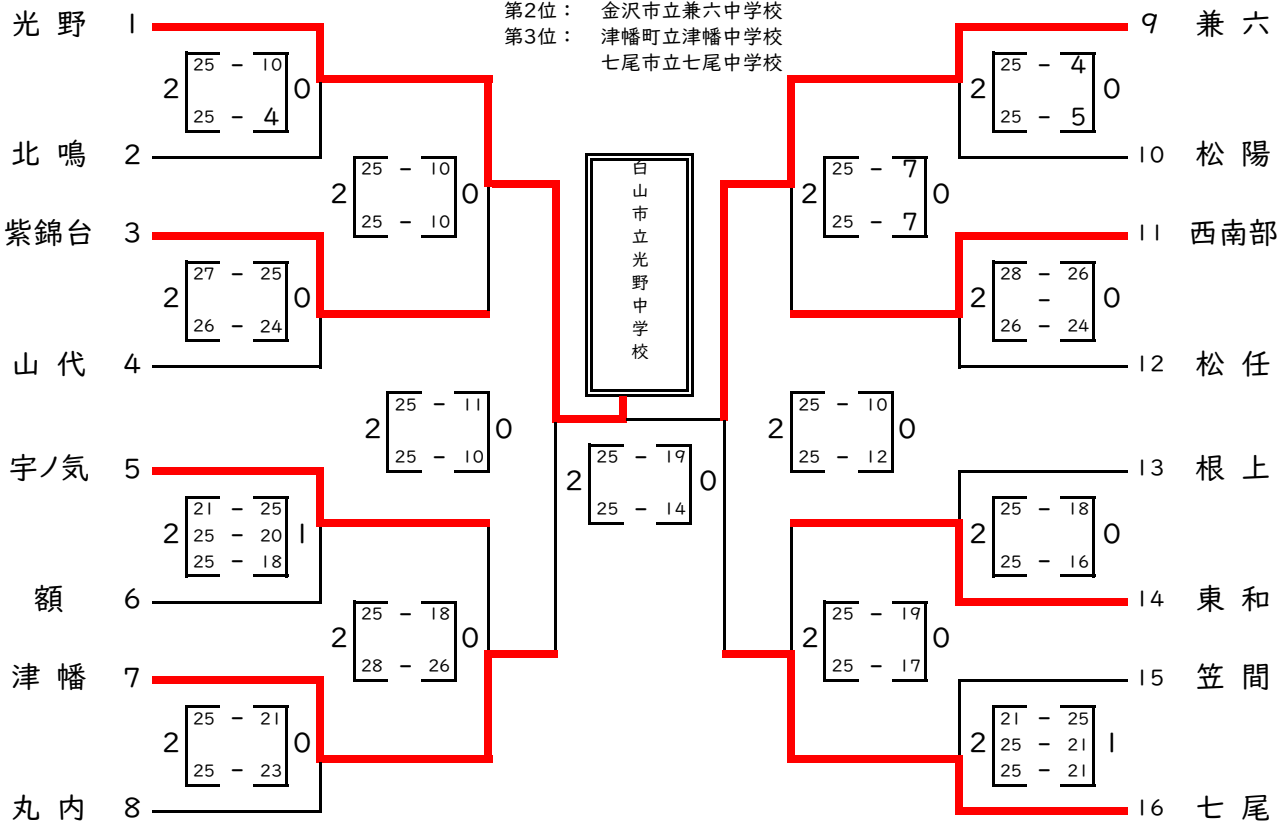 第2位： 金沢市立兼六中学校
第3位： 津幡町立津幡中学校
七尾市立七尾中学校
光野 1
2 25 - 10 0
25 - 4
北鳴 2
2 25 - 10 0
25 - 10
紫錦台 3
2 27 - 25 0
26 - 24
山代 4
2 25 - 11 0
25 - 10
宇ノ気 5
2 21 - 25 1
25 - 20
25 - 18
額 6
2 25 - 18 0
28 - 26
津幡 7
2 25 - 21 0
25 - 23
丸内 8
白山市立光野中学校
2 25 - 19 0
25 - 14
9 兼六
2 25 - 4 0
25 - 5
10 松陽
2 25 - 7 0
25 - 7
11 西南部
2 28 - 26 0
-
26 - 24
12 松任
2 25 - 10 0
25 - 12
13 根上
2 25 - 18 0
25 - 16
14 東和
2 25 - 19 0
25 - 17
15 笠間
2 21 - 25 1
25 - 21
25 - 21
16 七尾